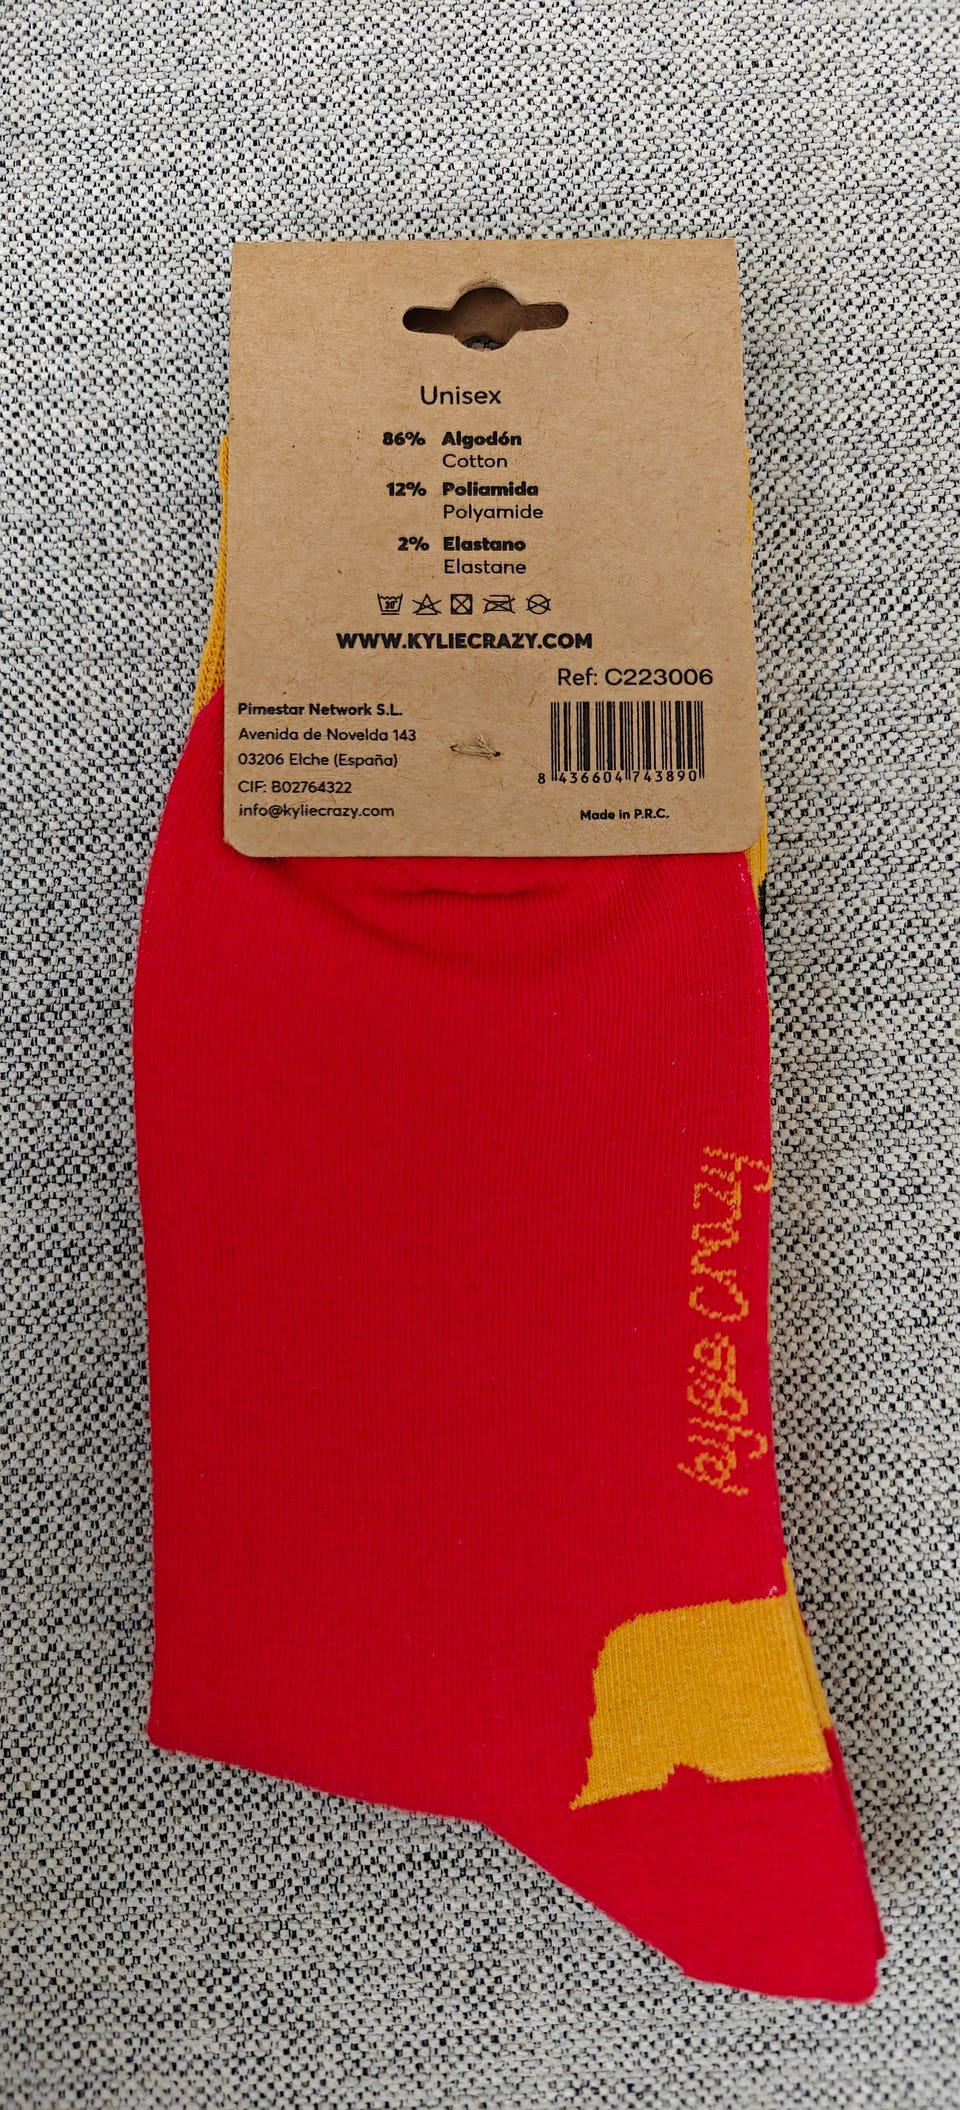 Unisex
86% Algodón
Cotton
12% Poliamida
Polyamide
2% Elastano
Elastane
30°
WWW.KYLIECRAZY.COM
Ref: C223006
Pimestar Network S.L.
Avenida de Novelda 143
03206 Elche (España)
CIF: B02764322
info@kyliecrazy.com
8 436604 743890
Made in P.R.C.
Kylie Crazy